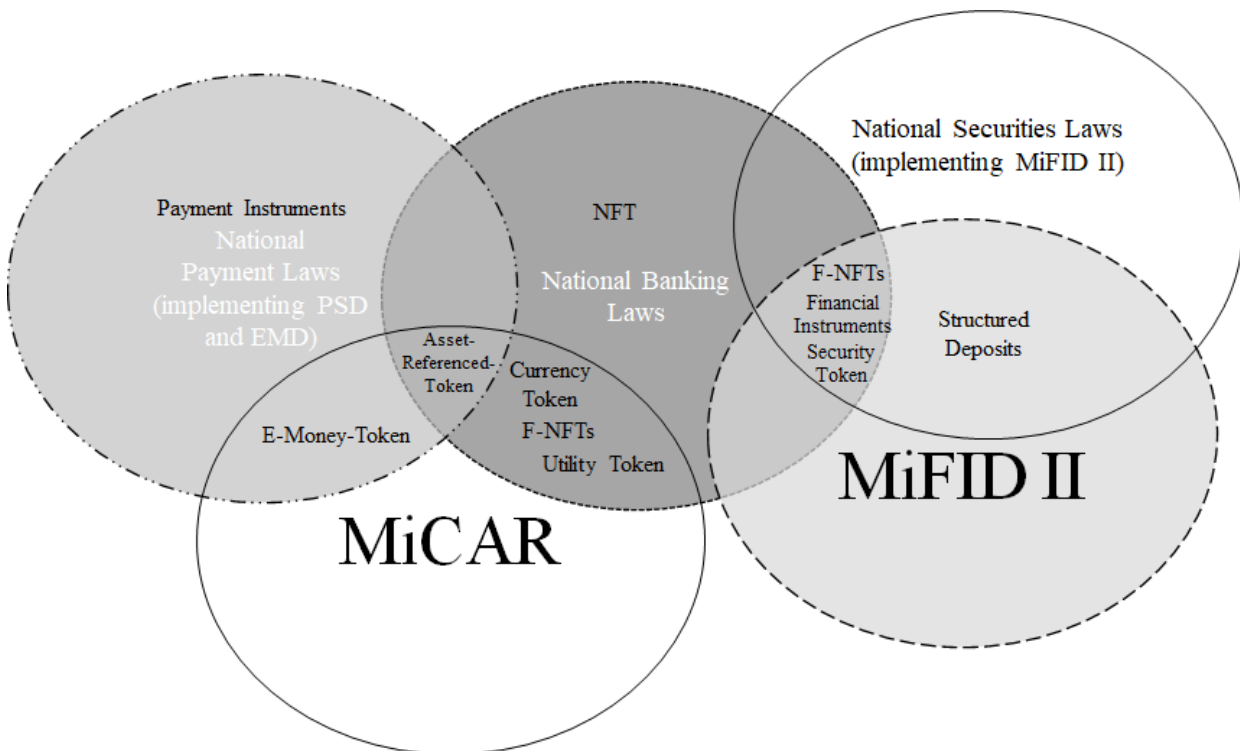 Payment Instruments
National
Payment Laws
(implementing PSD
and EMD)
NFT
National Banking
Laws
National Securities Laws
(implementing MiFID II)
F-NFTs
Financial
Instruments
Security
Token
Structured
Deposits
Asset-
Referenced-
Token
Currency
Token
F-NFTs
Utility Token
E-Money-Token
MiCAR
MiFID II